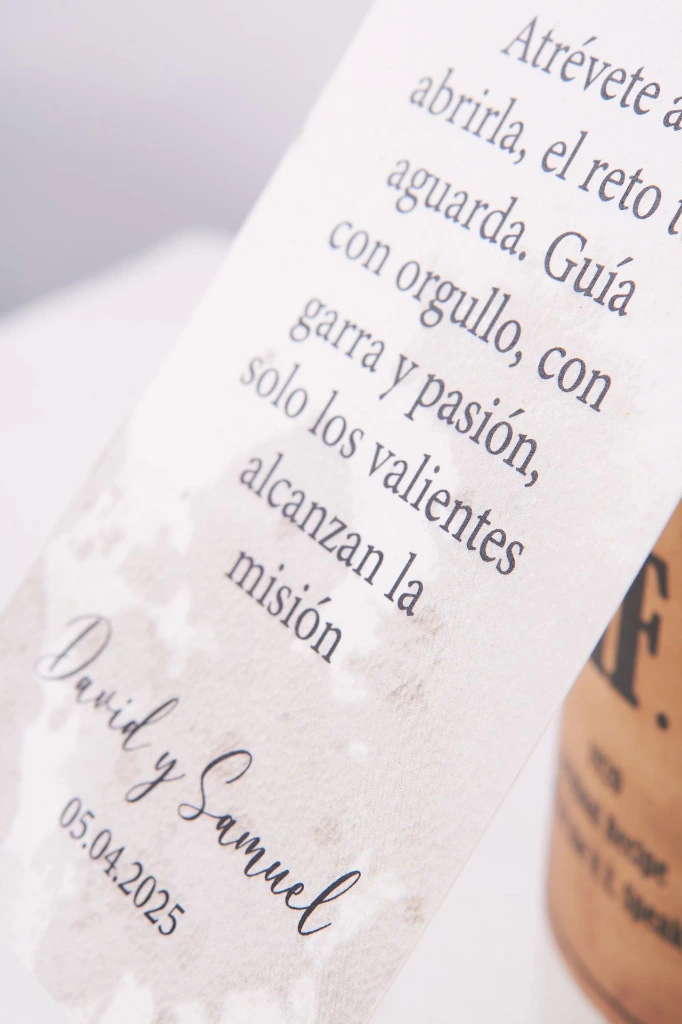 Atrévete a
abrirla, el reto t
aguarda. Guía
con orgullo, con
garra y pasión,
solo los valientes
alcanzan la
misión
David y Samuel
05.04.2025
F.
Recipe